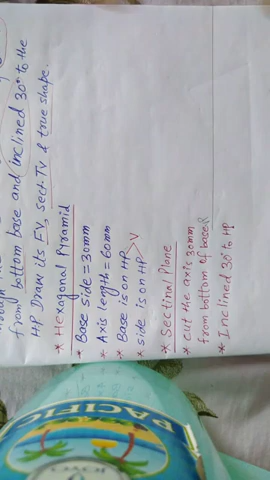 from bottom base and inclined 30° to the
HP Draw its FV, sect.TV & true shape.
* Hexagonal Pyramid
* Base side = 30mm
* Axis length = 60mm
* Base is on HP
* side is on HP > V
* Sectinal Plane
* cut the axis 30mm
from bottom of base &
* Inclined 30° to HP
PACIFIC